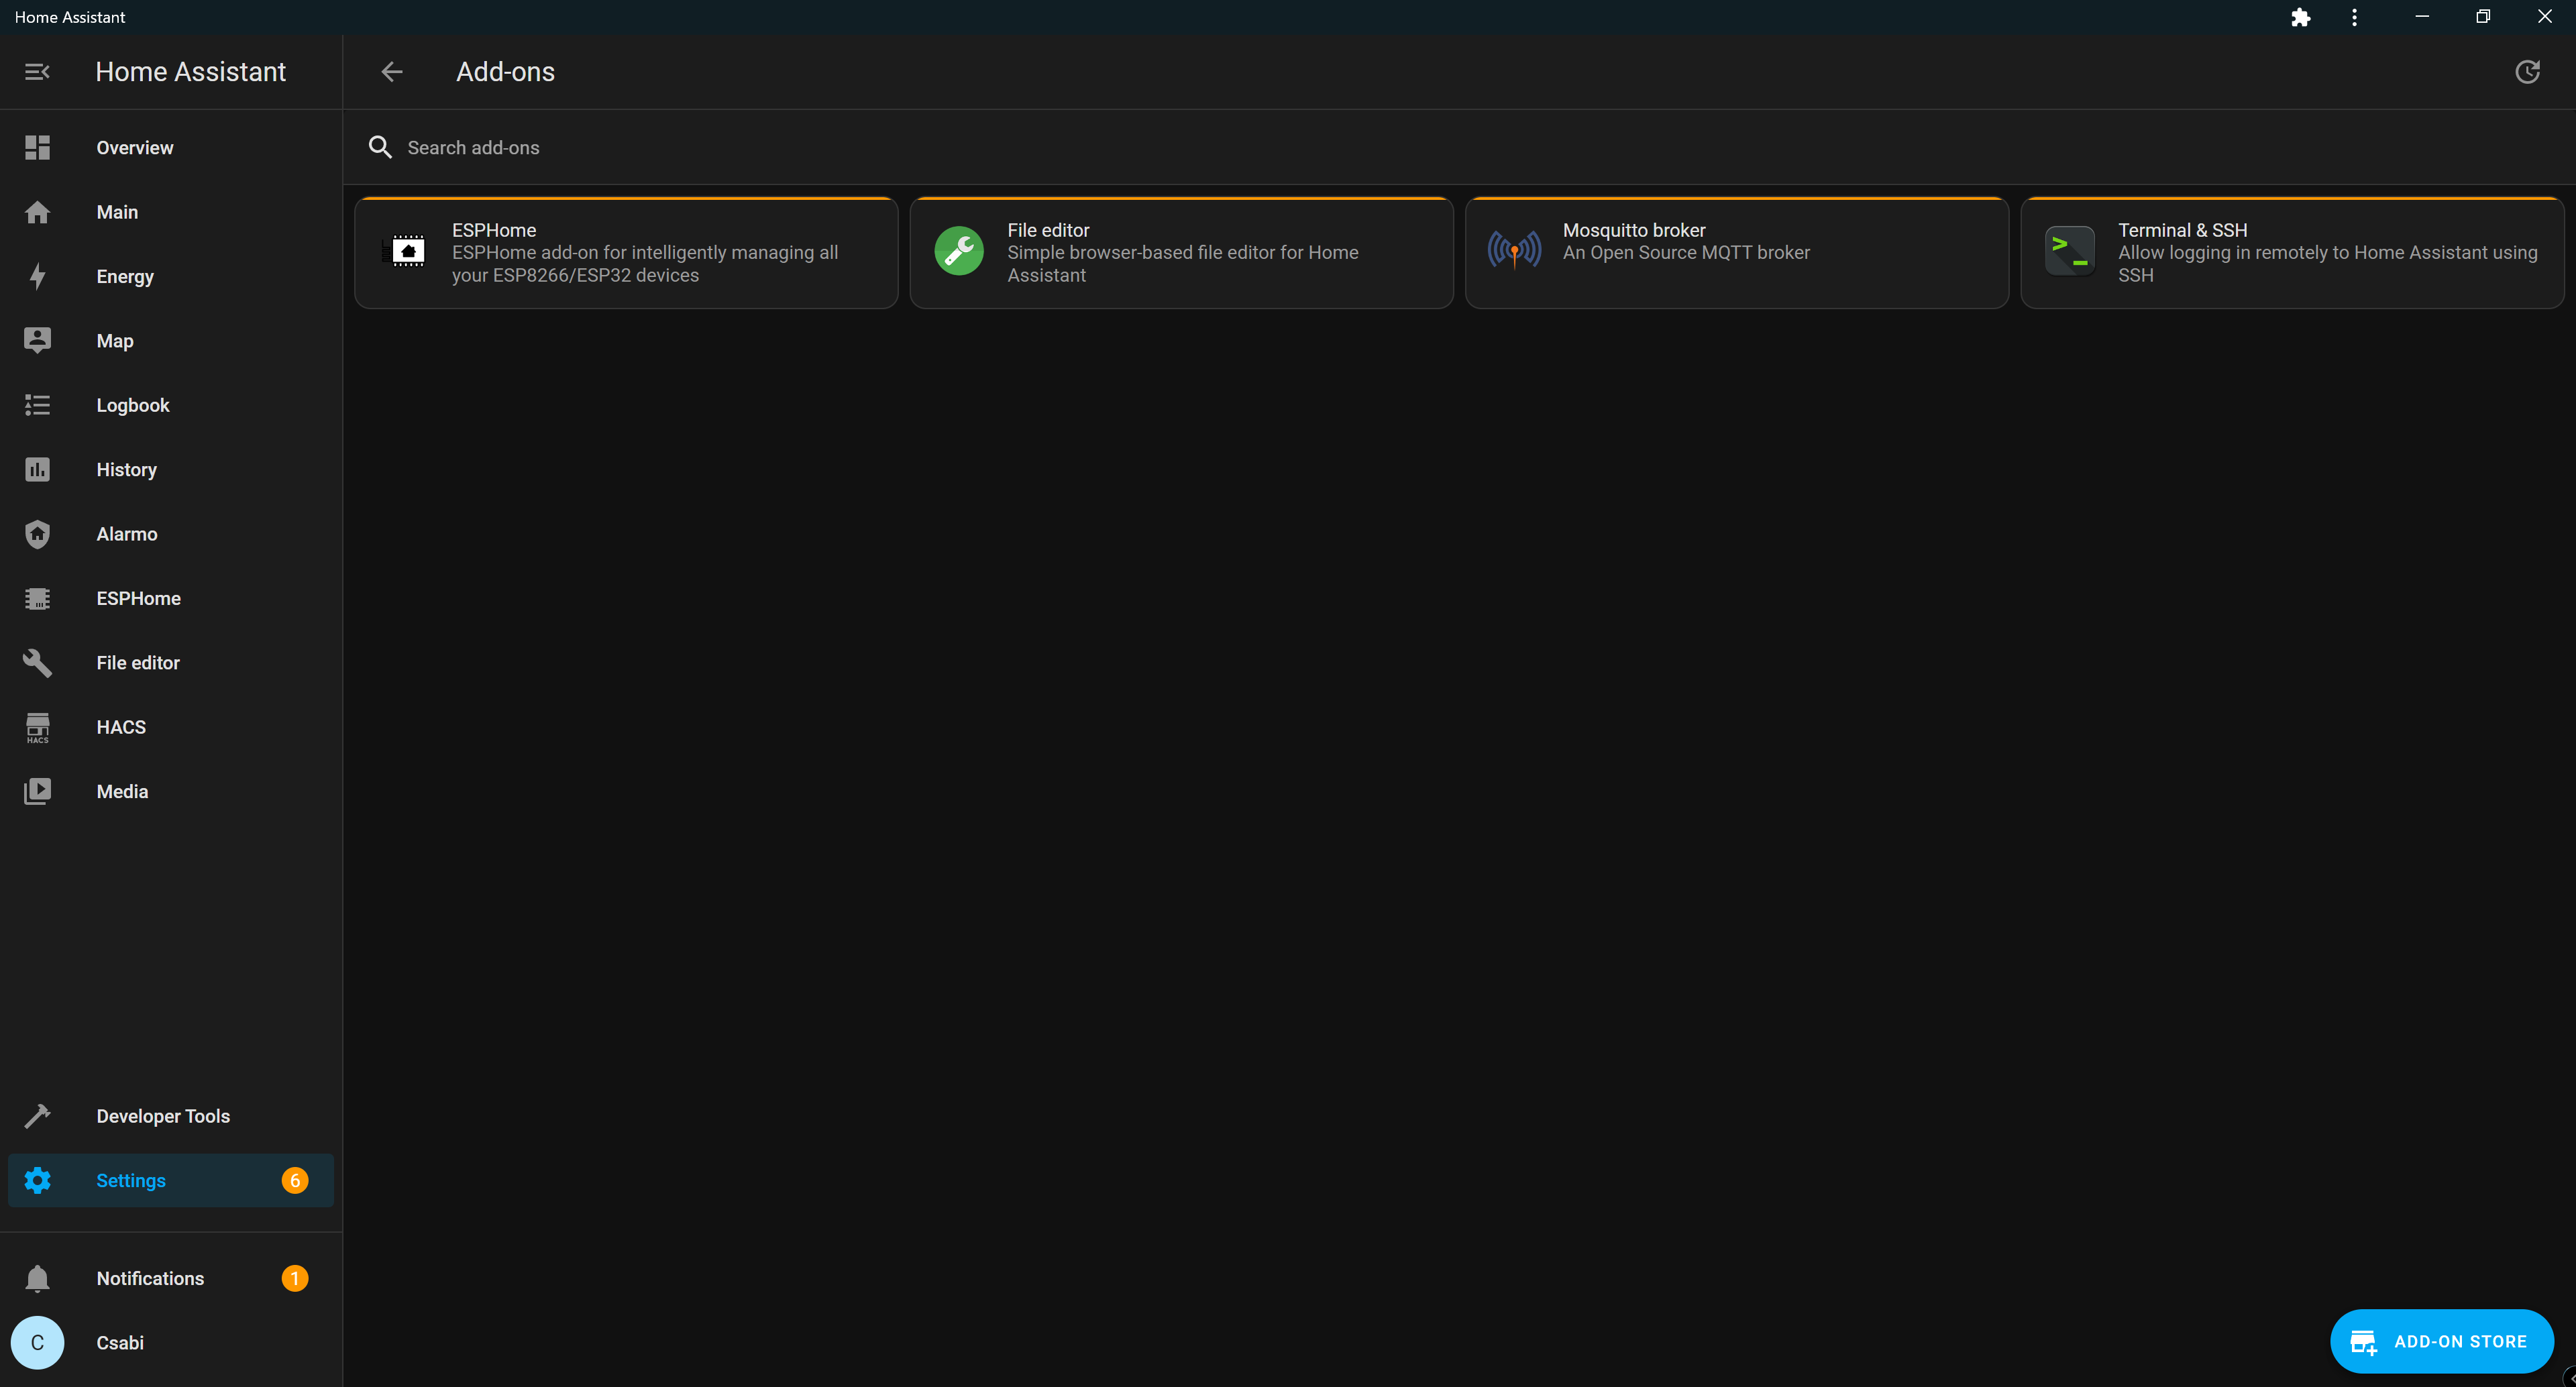 Home Assistant
Home Assistant
Add-ons
Search add-ons
Overview
Main
Energy
Map
Logbook
History
Alarmo
ESPHome
File editor
HACS
HACS
Media
Developer Tools
Settings
6
Notifications
1
C
Csabi
ESPHome
ESPHome add-on for intelligently managing all
your ESP8266/ESP32 devices
File editor
Simple browser-based file editor for Home
Assistant
Mosquitto broker
An Open Source MQTT broker
Terminal & SSH
Allow logging in remotely to Home Assistant using
SSH
ADD-ON STORE